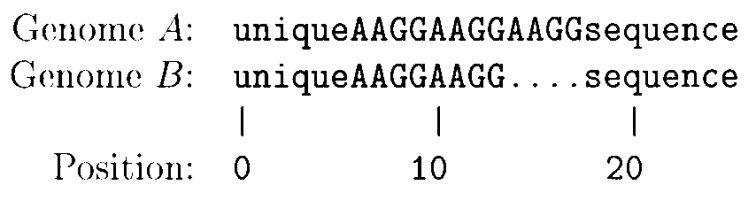 Genome A: uniqueAAGGAAGGAAGGsequence
Genome B: uniqueAAGGAAGG....sequence
| | |
Position: 0 10 20